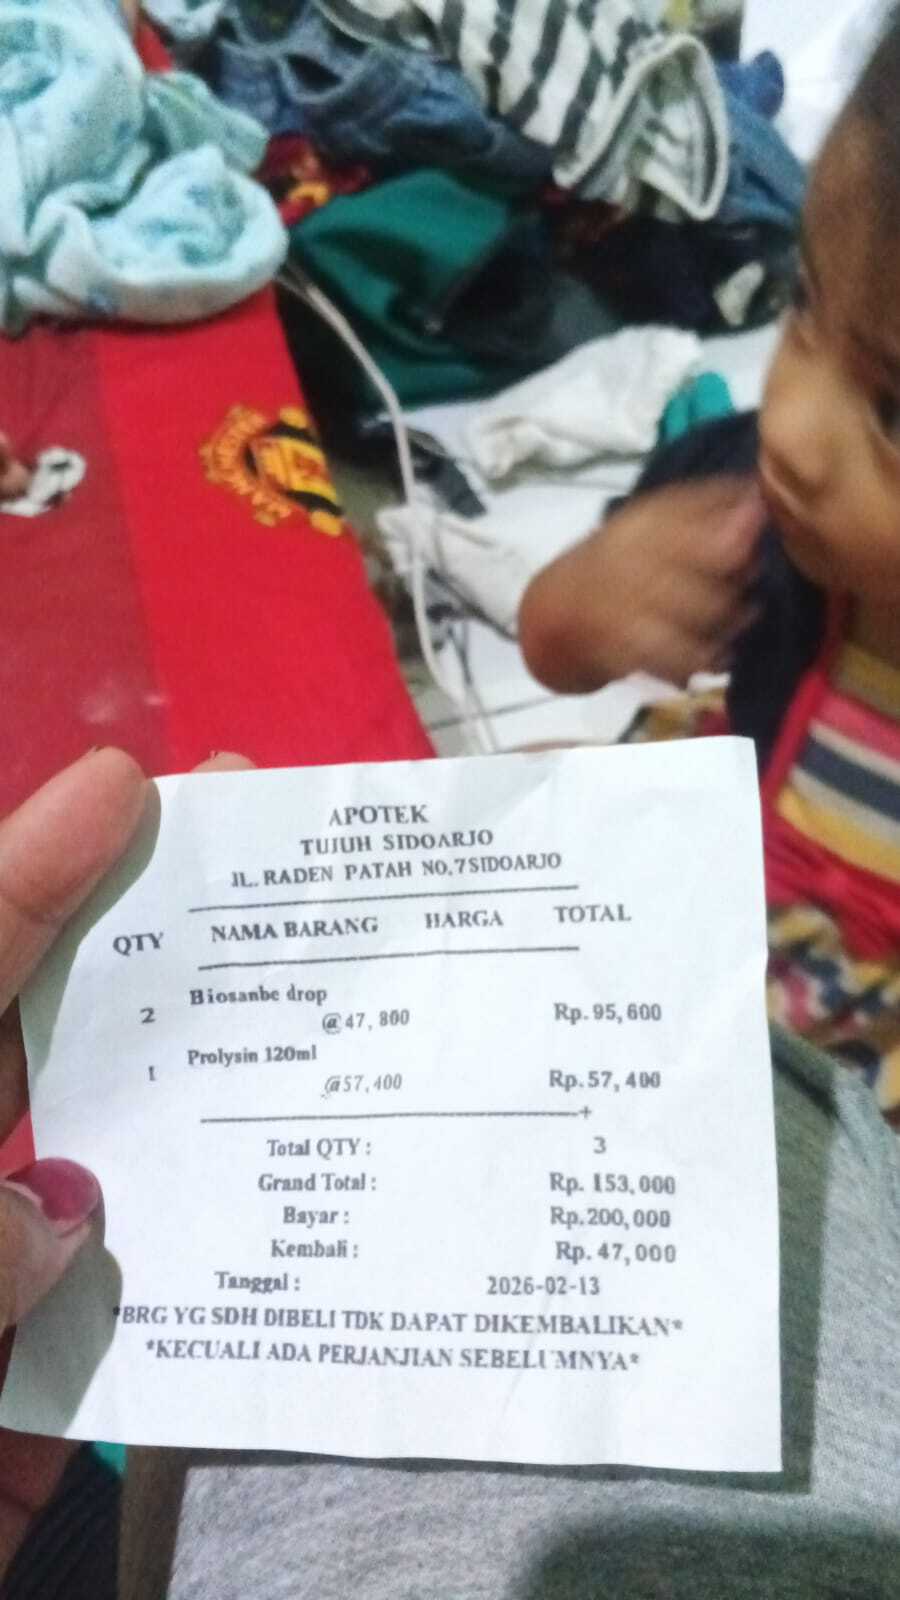 APOTEK
TUJUH SIDOARJO
JL. RADEN PATAH NO.7 SIDOARJO
QTY NAMA BARANG HARGA TOTAL
Biosanbe drop
2 @47,800 Rp.95,600
Prolysin 120ml
1 @57,400 Rp.57,400
+
Total QTY : 3
Grand Total : Rp. 153,000
Bayar : Rp.200,000
Kembali : Rp. 47,000
Tanggal : 2026-02-13
*BRG YG SDH DIBELI TDK DAPAT DIKEMBALIKAN*
*KECUALI ADA PERJANJIAN SEBELUMNYA*